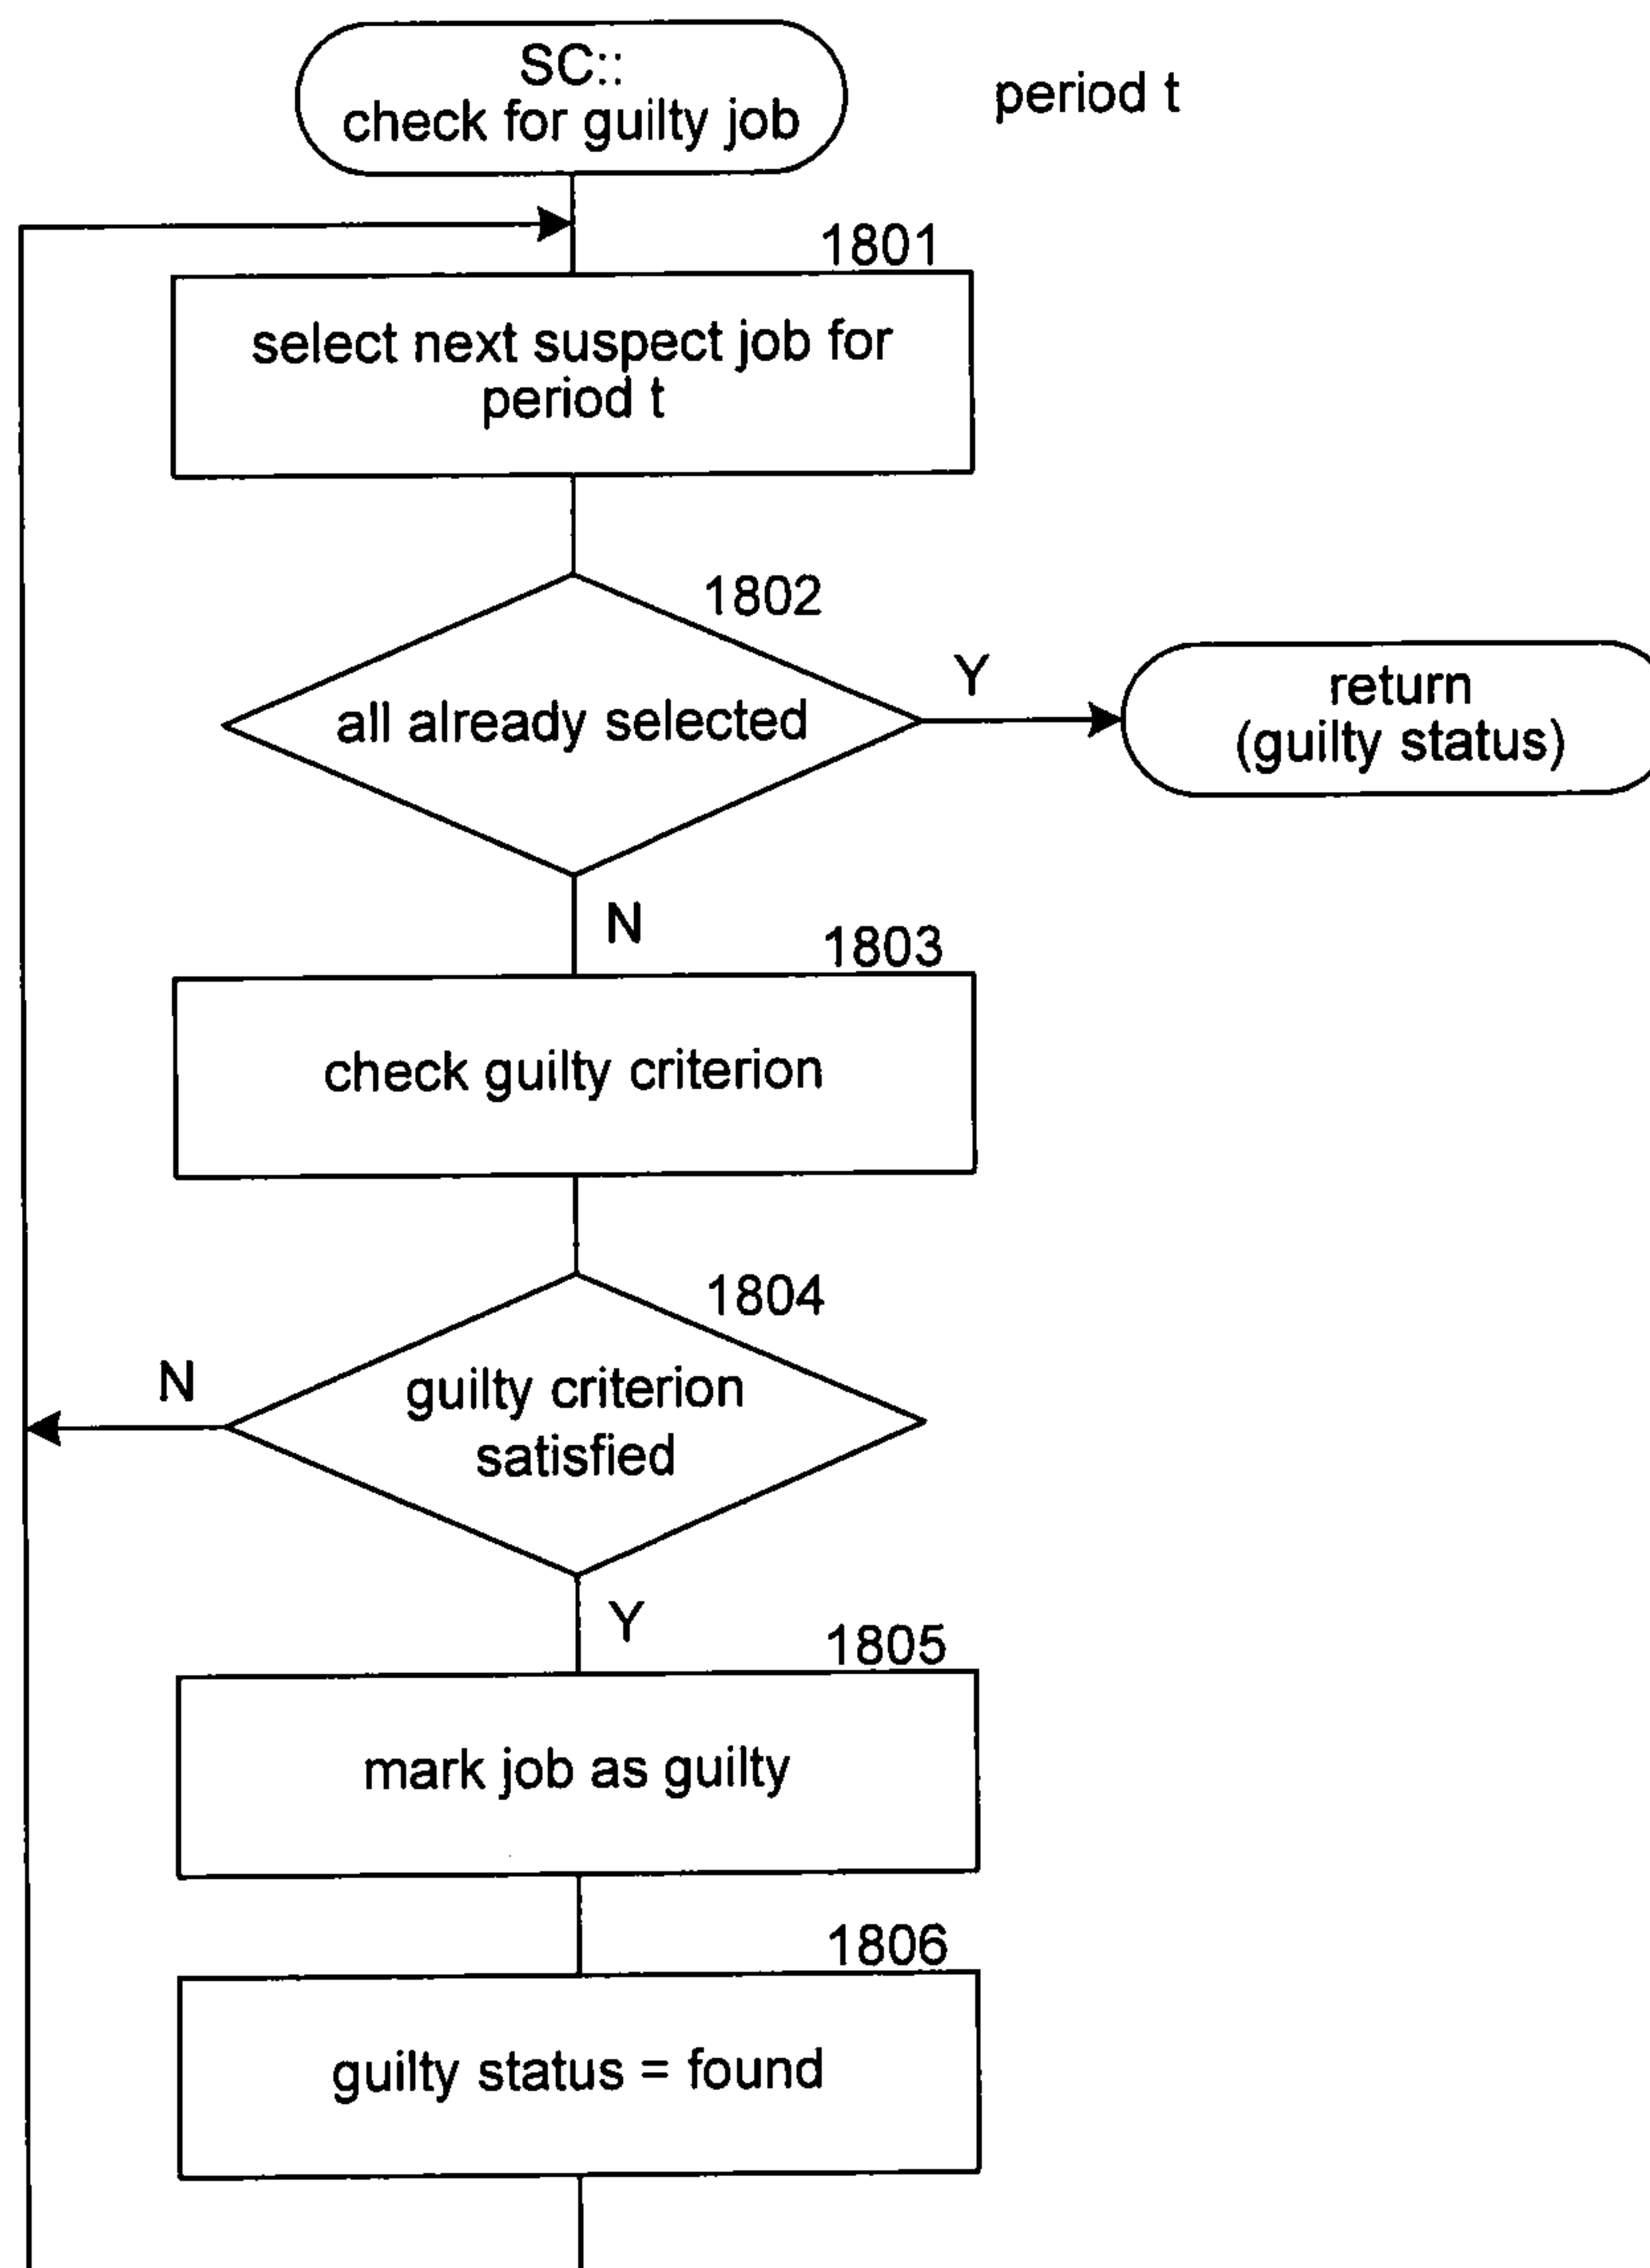 SC::
check for guilty job
period t
1801
select next suspect job for
period t
1802
all already selected
Y
return
(guilty status)
N
1803
check guilty criterion
1804
N
guilty criterion
satisfied
Y
1805
mark job as guilty
1806
guilty status = found